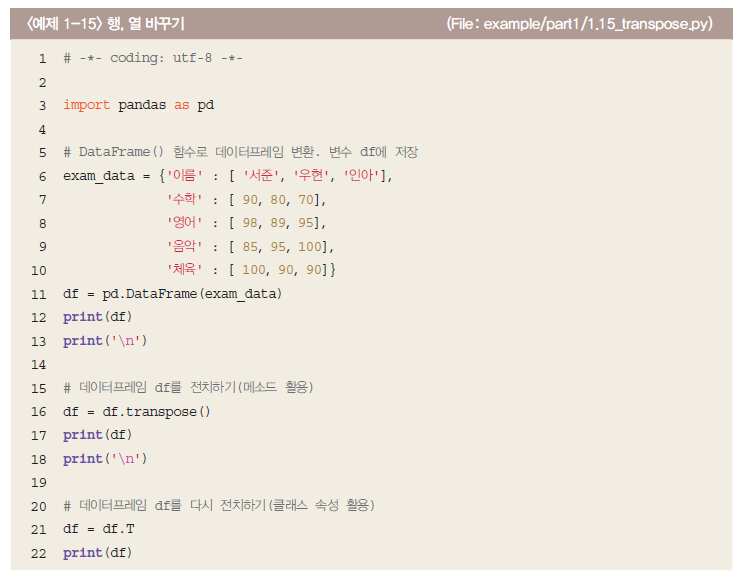 〈예제 1-15〉 행, 열 바꾸기 (File: example/part1/1.15_transpose.py)
1 # -*- coding: utf-8 -*-
2
3 import pandas as pd
4
5 # DataFrame() 함수로 데이터프레임 변환. 변수 df에 저장
6 exam_data = {'이름' : [ '서준', '우현', '인아'],
7 '수학' : [ 90, 80, 70],
8 '영어' : [ 98, 89, 95],
9 '음악' : [ 85, 95, 100],
10 '체육' : [ 100, 90, 90]}
11 df = pd.DataFrame(exam_data)
12 print(df)
13 print('\n')
14
15 # 데이터프레임 df를 전치하기(메소드 활용)
16 df = df.transpose()
17 print(df)
18 print('\n')
19
20 # 데이터프레임 df를 다시 전치하기(클래스 속성 활용)
21 df = df.T
22 print(df)